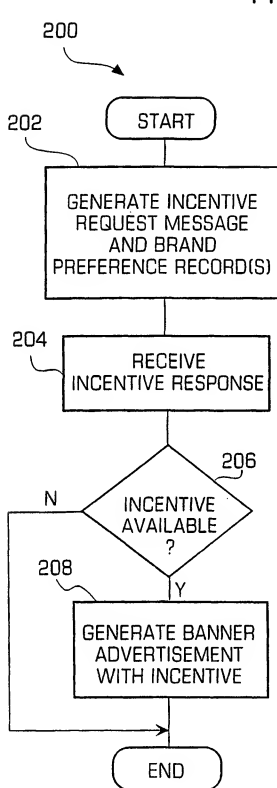 200
START
202
GENERATE INCENTIVE
REQUEST MESSAGE
AND BRAND
PREFERENCE RECORD(S)
204
RECEIVE
INCENTIVE RESPONSE
206
INCENTIVE
AVAILABLE
?
N
Y
208
GENERATE BANNER
ADVERTISEMENT
WITH INCENTIVE
END